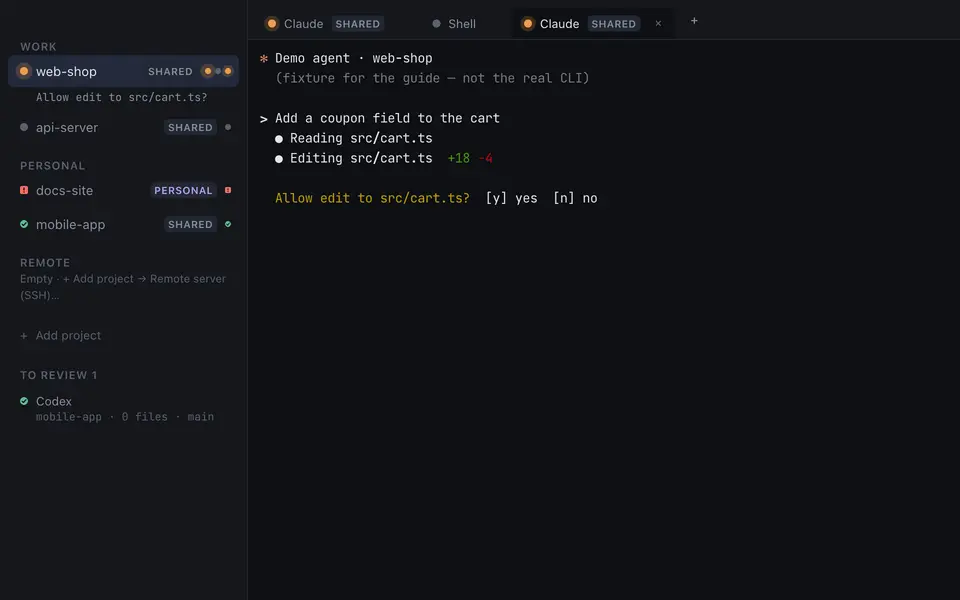 WORK
web-shop SHARED
Allow edit to src/cart.ts?
api-server SHARED
PERSONAL
docs-site PERSONAL
mobile-app SHARED
REMOTE
Empty · + Add project → Remote server
(SSH)…
+ Add project
TO REVIEW 1
Codex
mobile-app · 0 files · main
Claude SHARED Shell Claude SHARED × +
* Demo agent · web-shop
(fixture for the guide — not the real CLI)
> Add a coupon field to the cart
● Reading src/cart.ts
● Editing src/cart.ts +18 -4
Allow edit to src/cart.ts? [y] yes [n] no